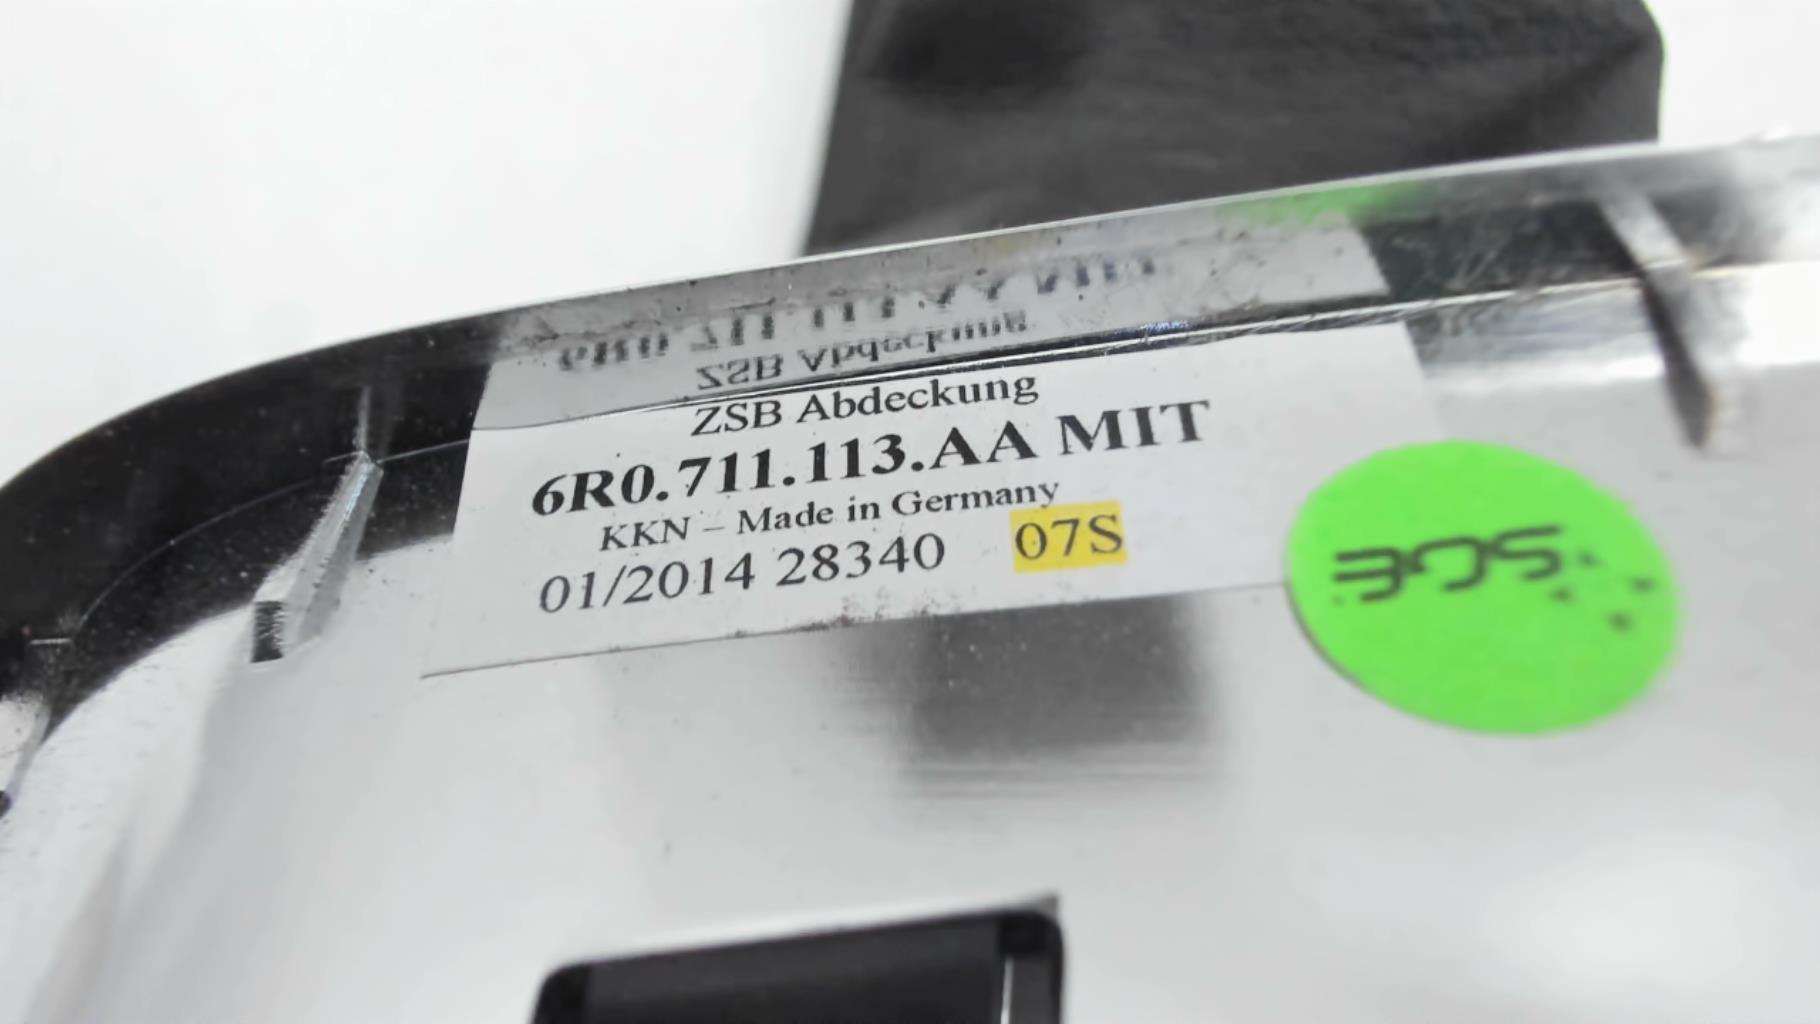 ZSB Abdeckung
6R0.711.113.AA MIT
KKN – Made in Germany
01/2014 28340 07S